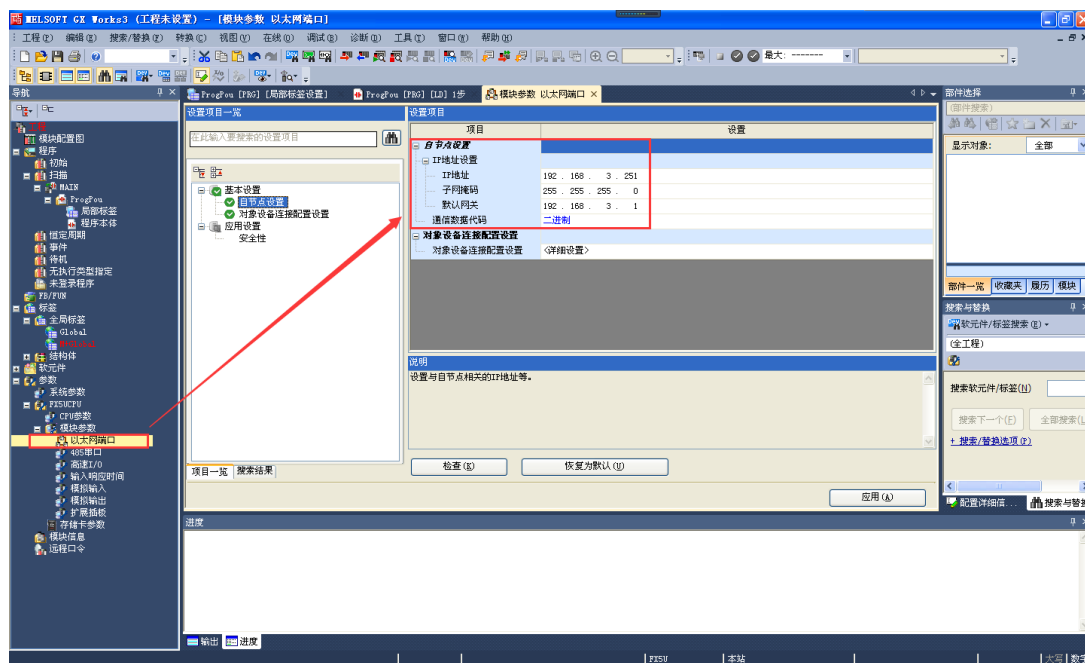 MELSOFT GX Works3 (工程未设置) - [模块参数 以太网端口]
工程(P) 编辑(E) 搜索/替换(F) 转换(C) 视图(V) 在线(O) 调试(B) 诊断(D) 工具(T) 窗口(W) 帮助(H)
最大: -------
导航
ProgPou [PRG] [局部标签设置]
ProgPou [PRG] [LD] 1步
模块参数 以太网端口
工程
模块配置图
程序
初始
扫描
MAIN
ProgPou
局部标签
程序本体
恒定周期
事件
待机
无执行类型指定
未登录程序
FB/FUN
标签
全局标签
Global
结构体
软元件
参数
系统参数
FX5UCPU
CPU参数
模块参数
以太网端口
485串口
高速I/O
输入响应时间
模拟输入
模拟输出
扩展插板
存储卡参数
模块信息
远程口令
设置项目一览
在此输入要搜索的设置项目
基本设置
自节点设置
对象设备连接配置设置
应用设置
安全性
项目一览 搜索结果
设置项目
项目 设置
自节点设置
IP地址设置
IP地址 192 . 168 . 3 . 251
子网掩码 255 . 255 . 255 . 0
默认网关 192 . 168 . 3 . 1
通信数据代码 二进制
对象设备连接配置设置
对象设备连接配置设置 <详细设置>
说明
设置与自节点相关的IP地址等。
检查(K) 恢复为默认(U)
应用(A)
部件选择
(部件搜索)
显示对象: 全部
部件一览 收藏夹 履历 模块
搜索与替换
软元件/标签搜索(E)
(全工程)
搜索软元件/标签(N)
搜索下一个(F) 全部搜索(L
+ 搜索/替换选项(P)
配置详细信... 搜索与替换
进度
输出 进度
FX5U 本站 大写 数字